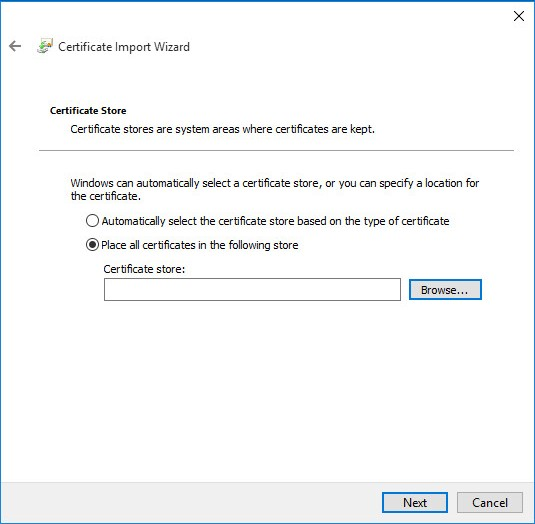 Certificate Import Wizard
Certificate Store
Certificate stores are system areas where certificates are kept.
Windows can automatically select a certificate store, or you can specify a location for
the certificate.
Automatically select the certificate store based on the type of certificate
Place all certificates in the following store
Certificate store:
Browse...
Next
Cancel